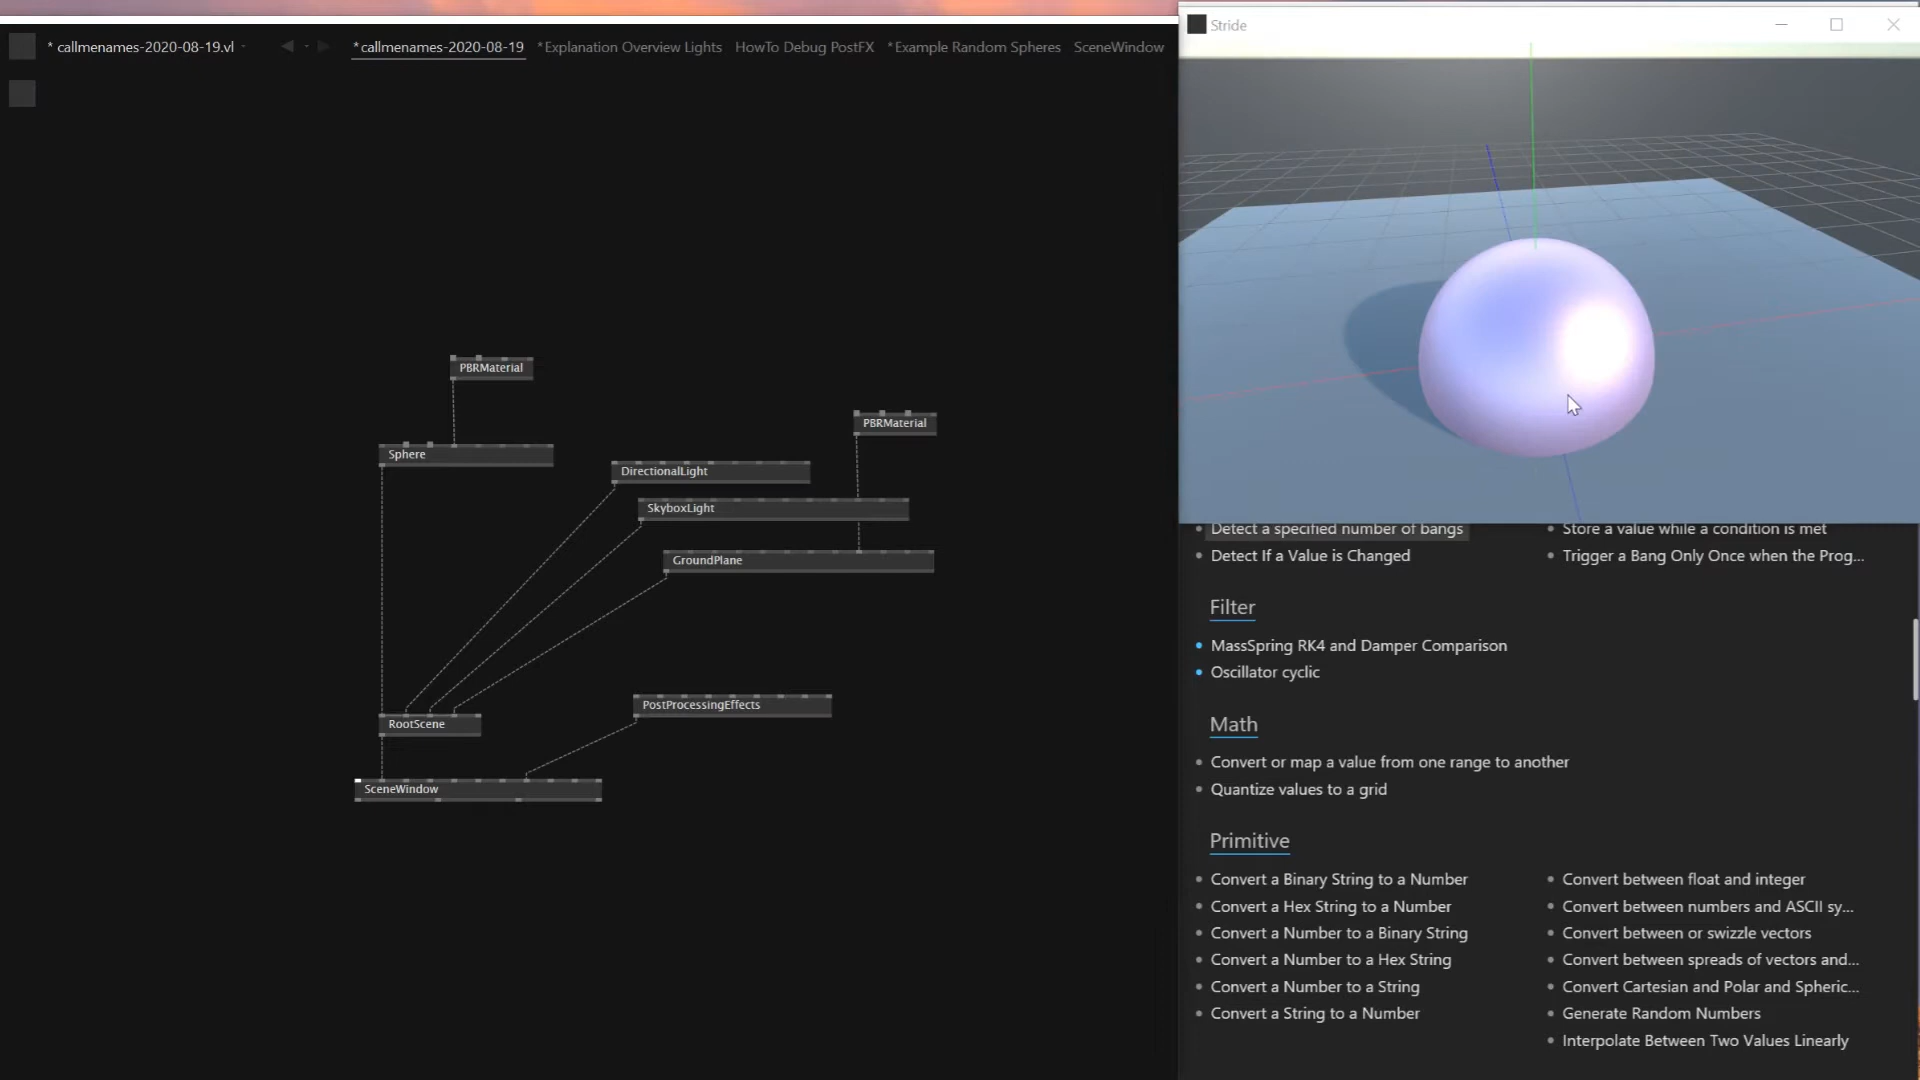 * callmenames-2020-08-19.vl
*callmenames-2020-08-19
*Explanation Overview Lights
HowTo Debug PostFX
*Example Random Spheres
SceneWindow
Stride
PBRMaterial
PBRMaterial
Sphere
DirectionalLight
SkyboxLight
GroundPlane
PostProcessingEffects
RootScene
SceneWindow
Detect a specified number of bangs
Store a value while a condition is met
Detect If a Value is Changed
Trigger a Bang Only Once when the Prog...
Filter
MassSpring RK4 and Damper Comparison
Oscillator cyclic
Math
Convert or map a value from one range to another
Quantize values to a grid
Primitive
Convert a Binary String to a Number
Convert between float and integer
Convert a Hex String to a Number
Convert between numbers and ASCII sy...
Convert a Number to a Binary String
Convert between or swizzle vectors
Convert a Number to a Hex String
Convert between spreads of vectors and...
Convert a Number to a String
Convert Cartesian and Polar and Spheric...
Convert a String to a Number
Generate Random Numbers
Interpolate Between Two Values Linearly